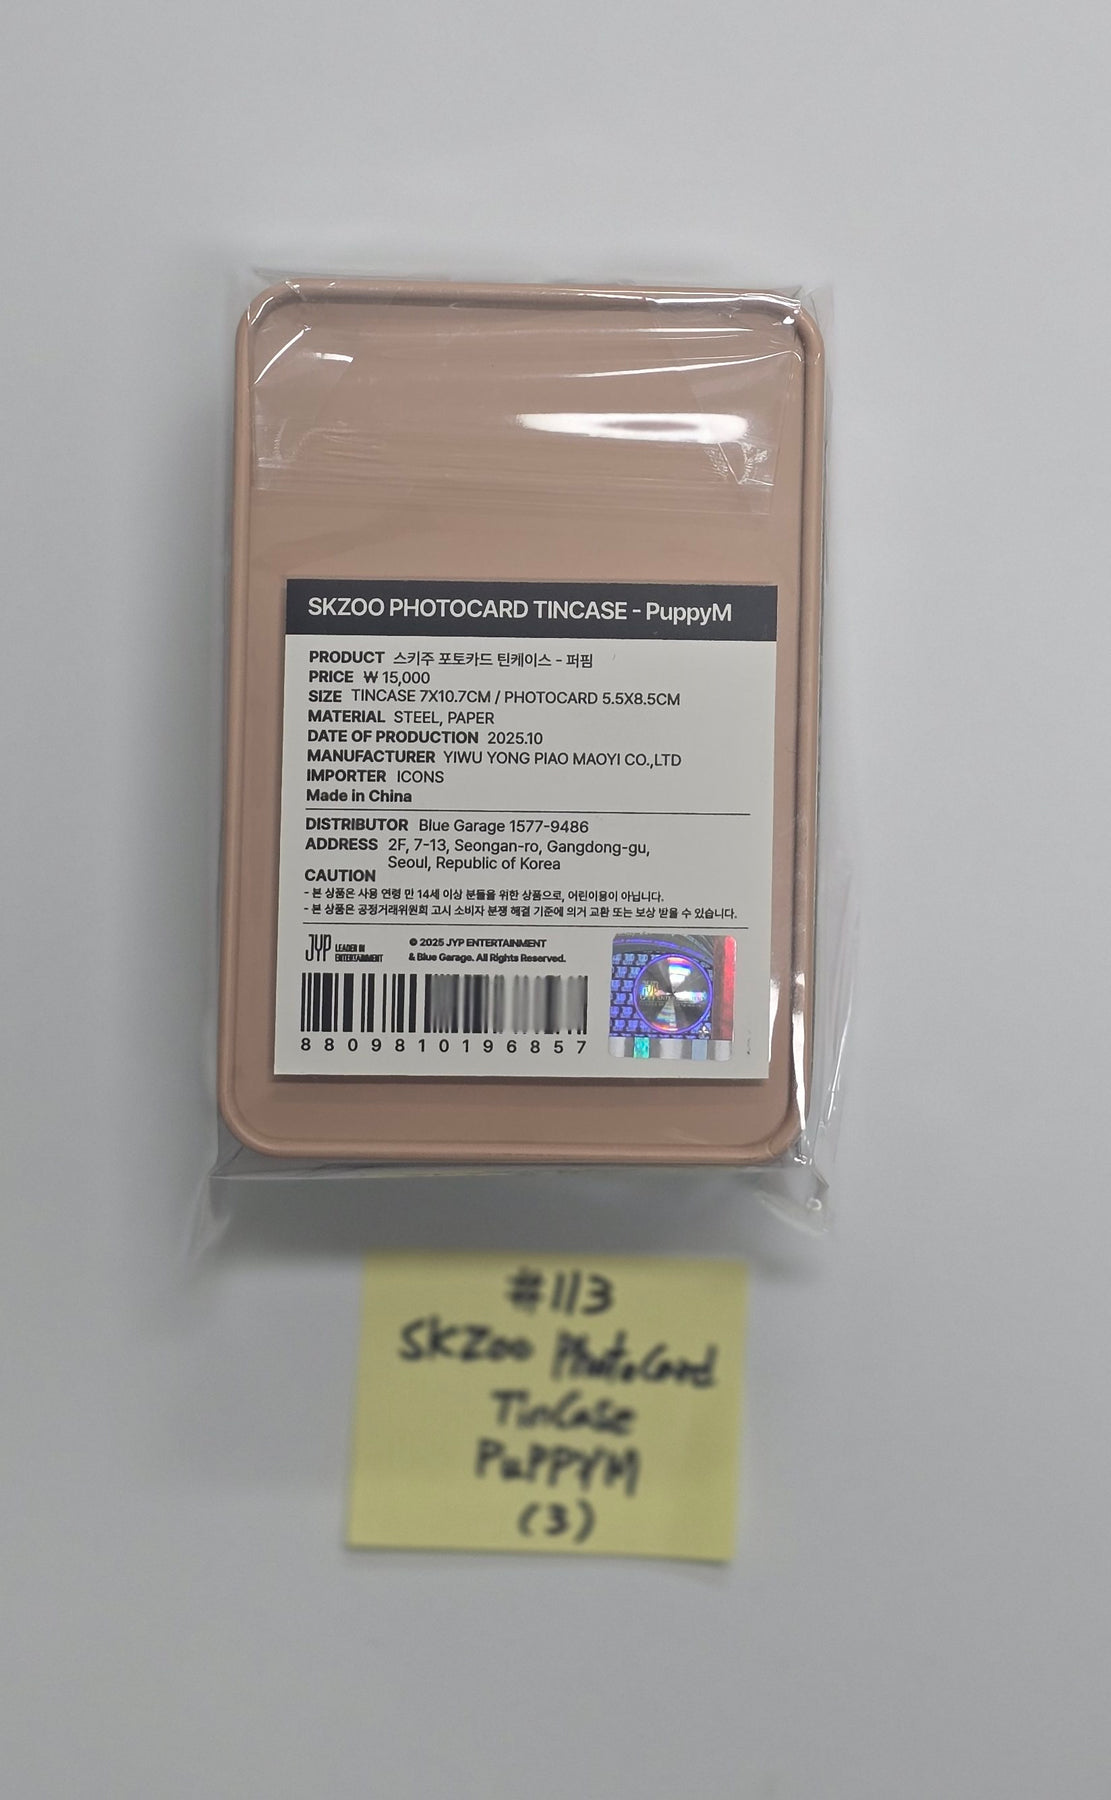 SKZOO PHOTOCARD TINCASE - PuppyM
PRODUCT 스키주 포토카드 틴케이스 - 퍼핌
PRICE ₩ 15,000
SIZE TINCASE 7X10.7CM / PHOTOCARD 5.5X8.5CM
MATERIAL STEEL, PAPER
DATE OF PRODUCTION 2025.10
MANUFACTURER YIWU YONG PIAO MAOYI CO.,LTD
IMPORTER ICONS
Made in China
DISTRIBUTOR Blue Garage 1577-9486
ADDRESS 2F, 7-13, Seongan-ro, Gangdong-gu,
Seoul, Republic of Korea
CAUTION
- 본 상품은 사용 연령 만 14세 이상 분들을 위한 상품으로, 어린이용이 아닙니다.
- 본 상품은 공정거래위원회 고시 소비자 분쟁 해결 기준에 의거 교환 또는 보상 받을 수 있습니다.
JYP LEADER IN
ENTERTAINMENT
© 2025 JYP ENTERTAINMENT
& Blue Garage. All Rights Reserved.
8809810196857
#113
SKZoo PhotoCard
TinCase
PuPPYM
(3)